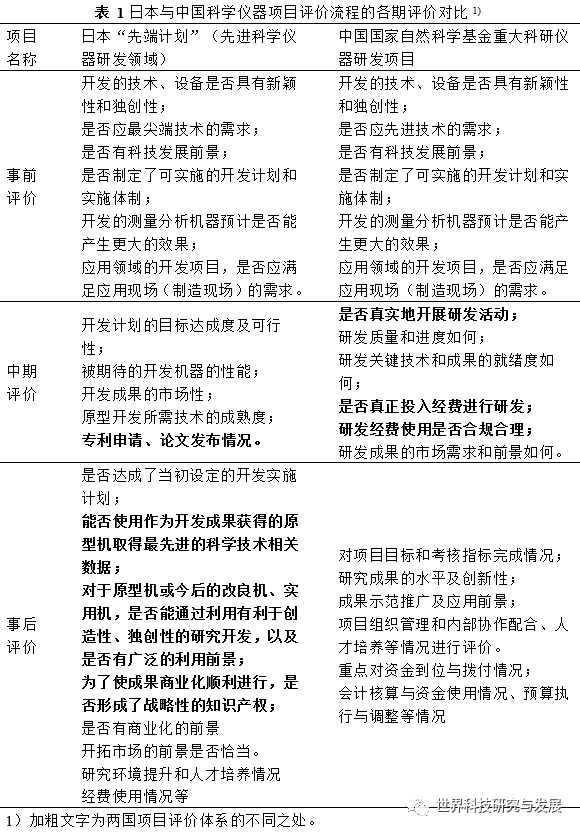 表 1 日本与中国科学仪器项目评价流程的各期评价对比 1)
项目
名称
日本“先端计划”（先进科学仪
器研发领域）
中国国家自然科学基金重大科研仪
器研发项目
事前
评价
开发的技术、设备是否具有新颖
性和独创性；
是否应最尖端技术的需求；
是否有科技发展前景；
是否制定了可实施的开发计划和
实施体制；
开发的测量分析机器预计是否能
产生更大的效果；
应用领域的开发项目，是否应满
足应用现场（制造现场）的需求。
开发的技术、设备是否具有新颖性
和独创性；
是否应先进技术的需求；
是否有科技发展前景；
是否制定了可实施的开发计划和实
施体制；
开发的测量分析机器预计是否能产
生更大的效果；
应用领域的开发项目，是否应满足
应用现场（制造现场）的需求。
中期
评价
开发计划的目标达成度及可行
性；
被期待的开发机器的性能；
开发成果的市场性；
原型开发所需技术的成熟度；
专利申请、论文发布情况。
是否真实地开展研发活动；
研发质量和进度如何；
研发关键技术和成果的就绪度如
何；
是否真正投入经费进行研发；
研发经费使用是否合规合理；
研发成果的市场需求和前景如何。
事后
评价
是否达成了当初设定的开发实施
计划；
能否使用作为开发成果获得的原
型机取得最先进的科学技术相关
数据；
对于原型机或今后的改良机、实
用机，是否能通过利用有利于创
造性、独创性的研究开发，以及
是否有广泛的利用前景；
为了使成果商业化顺利进行，是
否形成了战略性的知识产权；
是否有商业化的前景
开拓市场的前景是否恰当。
研究环境提升和人才培养情况
经费使用情况等
对项目目标和考核指标完成情况；
研究成果的水平及创新性；
成果示范推广及应用前景；
项目组织管理和内部协作配合、人
才培养等情况进行评价。
重点对资金到位与拨付情况；
会计核算与资金使用情况、预算执
行与调整等情况
世界科技研究与发展
1）加粗文字为两国项目评价体系的不同之处。